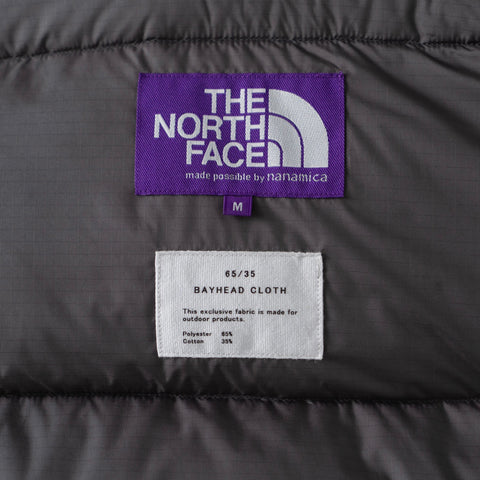 THE
NORTH
FACE
made possible by nanamica
M
65/35
BAYHEAD CLOTH
This exclusive fabric is made for
outdoor products.
Polyester 65%
Cotton 35%